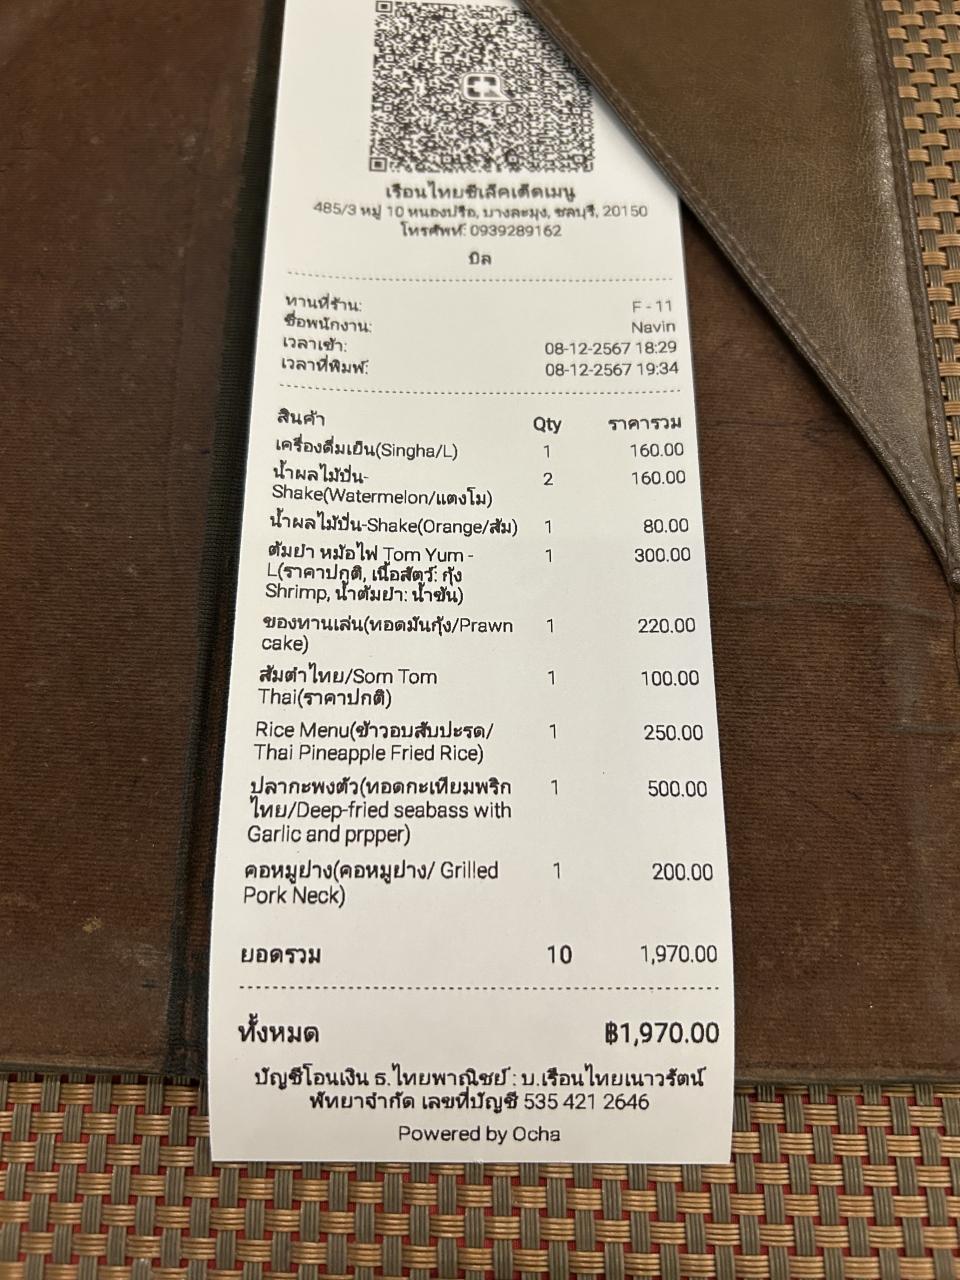 เรือนไทยซีเล็คเต็ดเมนู
485/3 หมู่ 10 หนองปรือ, บางละมุง, ชลบุรี, 20150
โทรศัพท์: 0939289162
บิล
ทานที่ร้าน: F - 11
ชื่อพนักงาน: Navin
เวลาเข้า: 08-12-2567 18:29
เวลาที่พิมพ์: 08-12-2567 19:34
สินค้า Qty ราคารวม
เครื่องดื่มเย็น(Singha/L) 1 160.00
น้ำผลไม้ปั่น- 2 160.00
Shake(Watermelon/แตงโม)
น้ำผลไม้ปั่น-Shake(Orange/ส้ม) 1 80.00
ต้มยำ หม้อไฟ Tom Yum - 1 300.00
L(ราคาปกติ, เนื้อสัตว์: กุ้ง
Shrimp, น้ำต้มยำ: น้ำข้น)
ของทานเล่น(ทอดมันกุ้ง/Prawn 1 220.00
cake)
ส้มตำไทย/Som Tom 1 100.00
Thai(ราคาปกติ)
Rice Menu(ข้าวอบสับปะรด/ 1 250.00
Thai Pineapple Fried Rice)
ปลากะพงตัว(ทอดกะเทียมพริก 1 500.00
ไทย/Deep-fried seabass with
Garlic and prpper)
คอหมูย่าง(คอหมูย่าง/ Grilled 1 200.00
Pork Neck)
ยอดรวม 10 1,970.00
ทั้งหมด ฿1,970.00
บัญชีโอนเงิน ธ.ไทยพาณิชย์ : บ.เรือนไทยเนาวรัตน์
พัทยาจำกัด เลขที่บัญชี 535 421 2646
Powered by Ocha